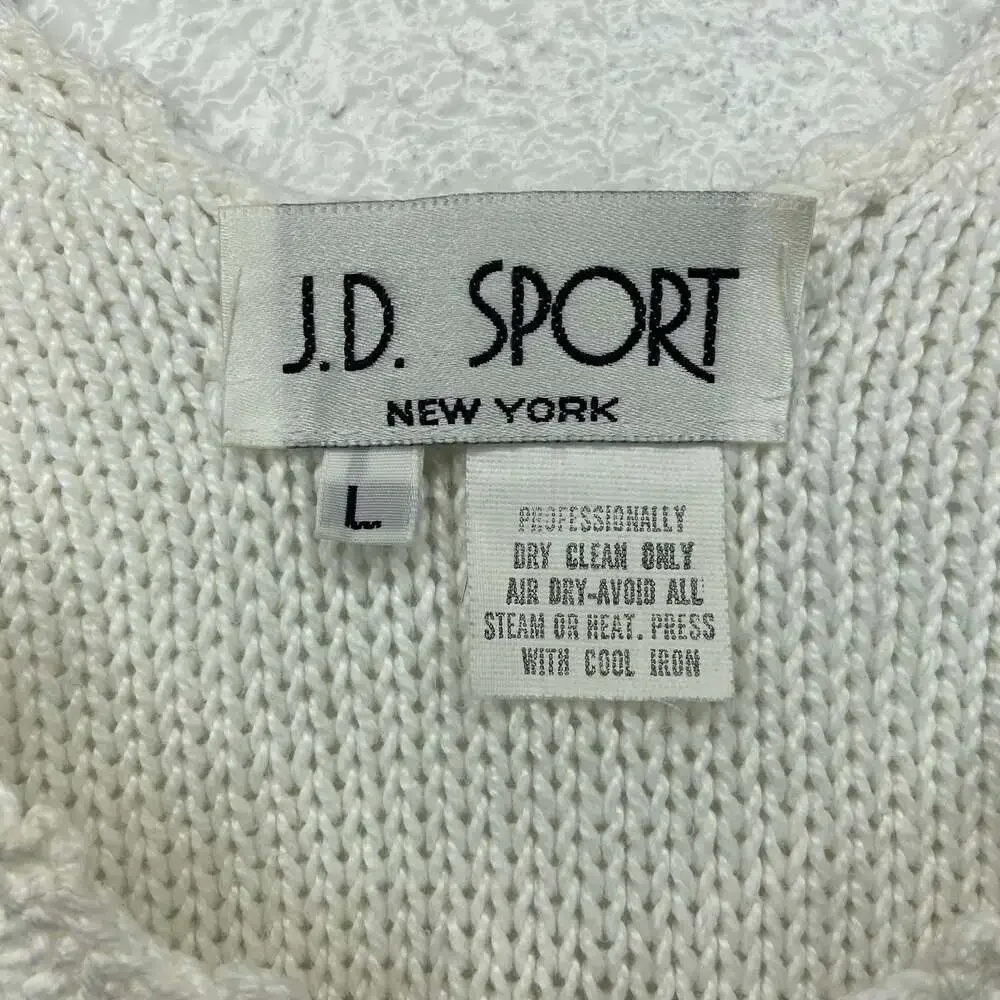 J.D. SPORT
NEW YORK
L
PROFESSIONALLY
DRY CLEAN ONLY
AIR DRY-AVOID ALL
STEAM OR HEAT. PRESS
WITH COOL IRON